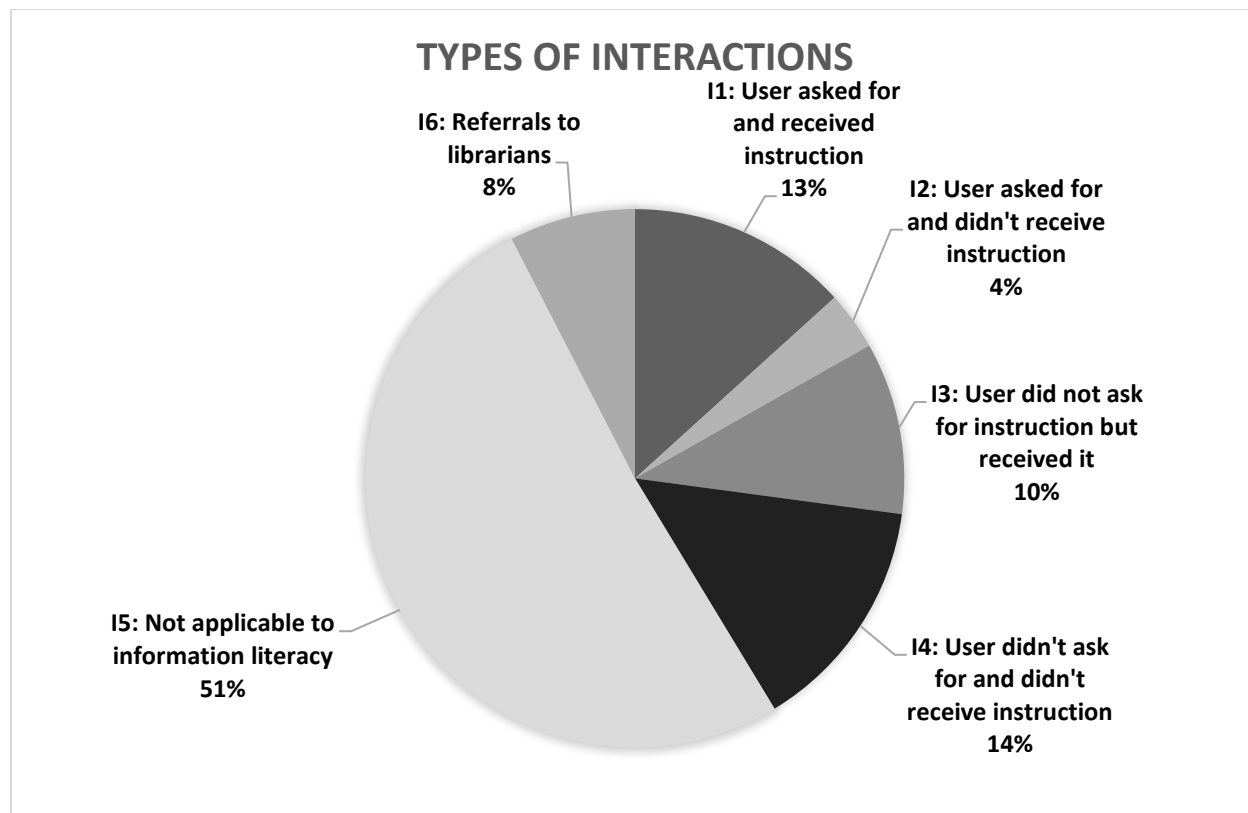 TYPES OF INTERACTIONS
I1: User asked for
and received
instruction
13%
I2: User asked for
and didn't receive
instruction
4%
I3: User did not ask
for instruction but
received it
10%
I4: User didn't ask
for and didn't
receive instruction
14%
I5: Not applicable to
information literacy
51%
I6: Referrals to
librarians
8%